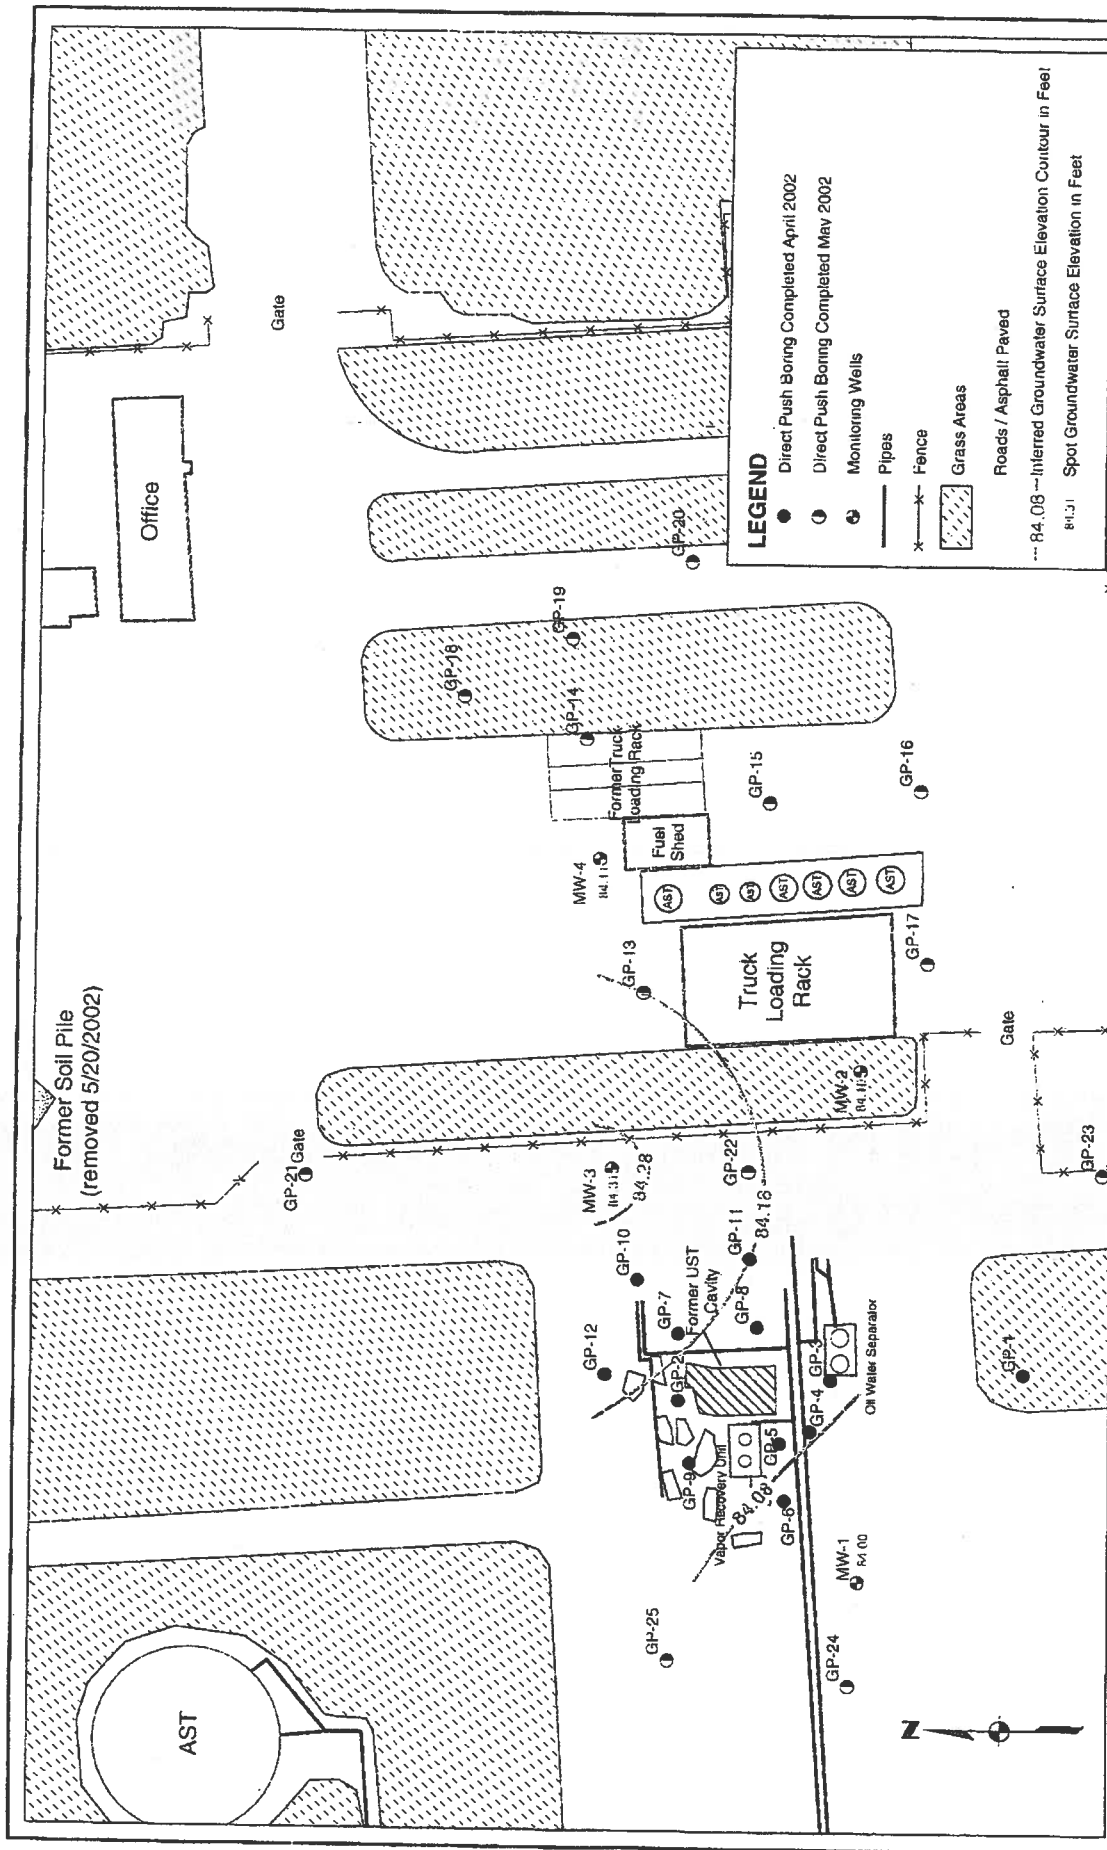 Former Soil Pile
(removed 5/20/2002)
Office
Gate
AST
GP-21
Gate
GP-18
GP-19
GP-14
GP-20
Former Truck
Loading Rack
Fuel
Shed
MW-4
GP-15
GP-16
AST
AST
AST
AST
AST
AST
AST
GP-13
Truck
Loading
Rack
GP-17
Gate
MW-2
MW-3
84.28
GP-22
84.18
GP-23
GP-10
GP-11
GP-12
GP-7
Former UST
Cavity
GP-8
GP-2
GP-3
Oil Water Separator
GP-4
GP-5
GP-9
Vapor Recovery Unit
84.08
GP-6
GP-1
MW-1
84.00
GP-25
GP-24
N
LEGEND
Direct Push Boring Completed April 2002
Direct Push Boring Completed May 2002
Monitoring Wells
Pipes
Fence
Grass Areas
Roads / Asphalt Paved
--- 84.08 --- Inferred Groundwater Surface Elevation Contour in Feet
84.31 Spot Groundwater Surface Elevation in Feet